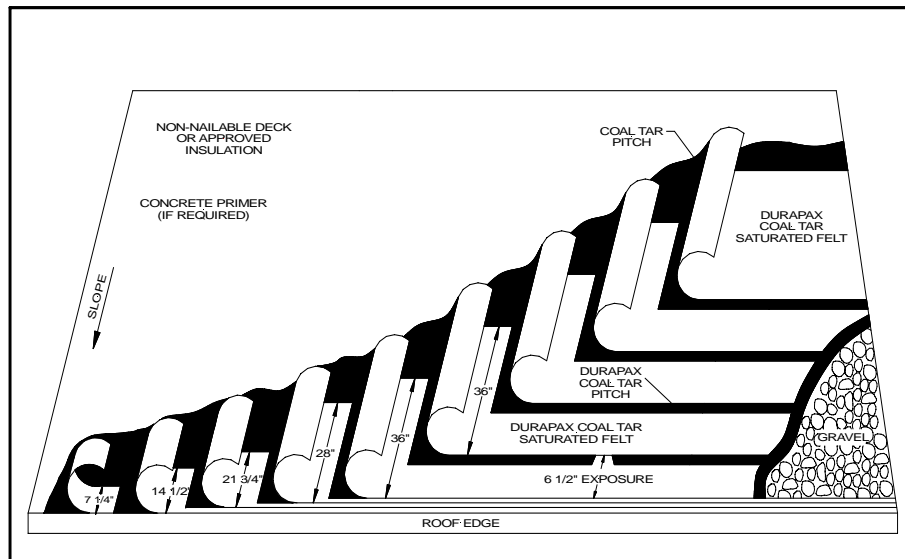 NON-NAILABLE DECK
OR APPROVED
INSULATION
COAL TAR
PITCH
CONCRETE PRIMER
(IF REQUIRED)
DURAPAX
COAL TAR
SATURATED FELT
SLOPE
DURAPAX
COAL TAR
PITCH
36"
DURAPAX COAL TAR
SATURATED FELT
GRAVEL
36"
28"
21 3/4"
14 1/2"
7 1/4"
6 1/2" EXPOSURE
ROOF EDGE